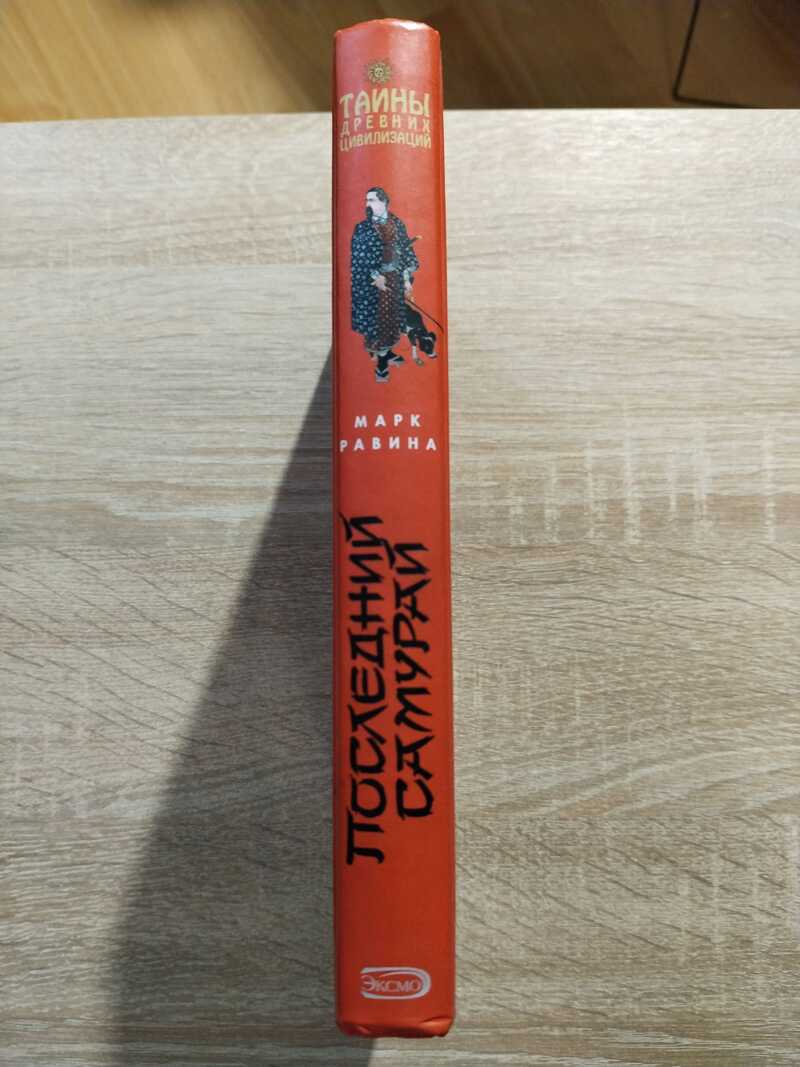 ТАЙНЫ
ДРЕВНИХ
ЦИВИЛИЗАЦИЙ
МАРК
РАВИНА
ПОСЛЕДНИЙ
САМУРАЙ
ЭКСМО